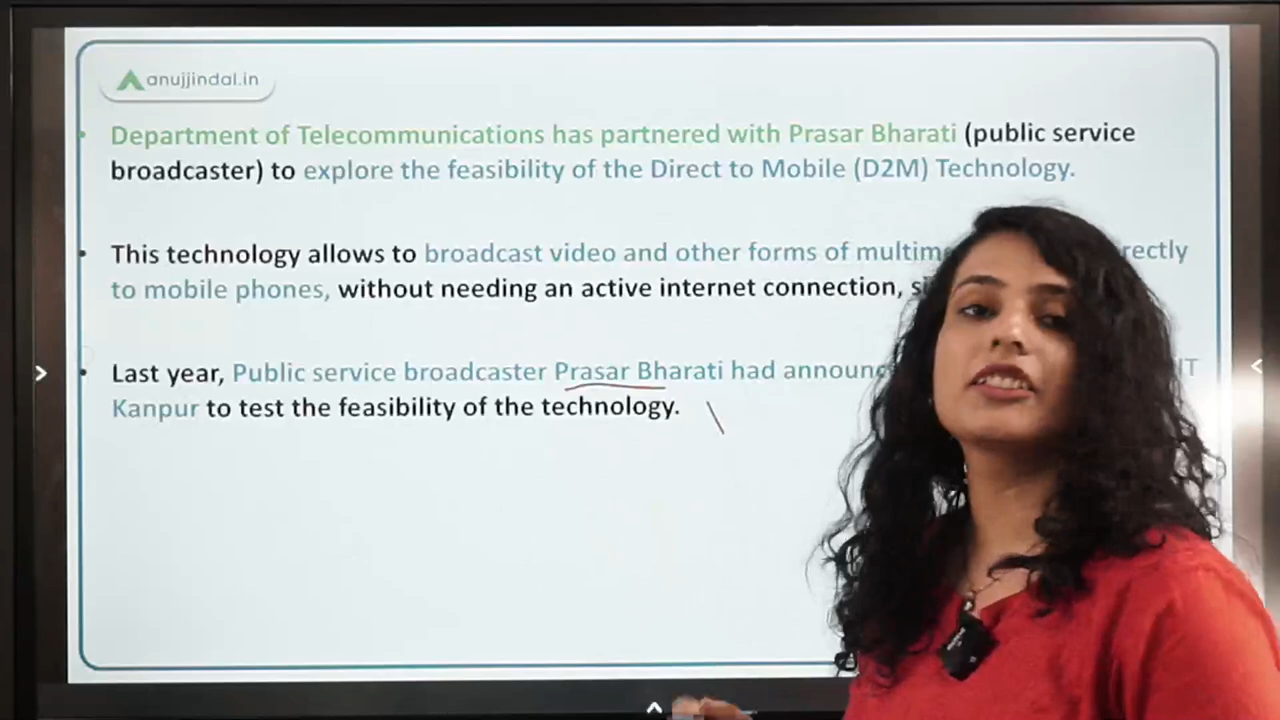 anujjindal.in
Department of Telecommunications has partnered with Prasar Bharati (public service
broadcaster) to explore the feasibility of the Direct to Mobile (D2M) Technology.
This technology allows to broadcast video and other forms of
to mobile phones, without needing an active internet connection,
Last year, Public service broadcaster Prasar Bharati had
Kanpur to test the feasibility of the technology.